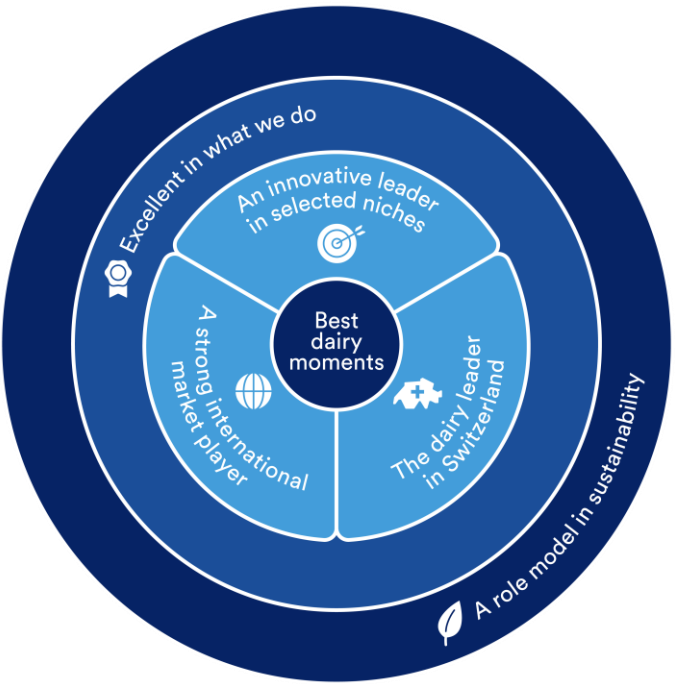 Excellent in what we do
An innovative leader
in selected niches
Best
dairy
moments
A strong international
market player
The dairy leader
in Switzerland
A role model in sustainability